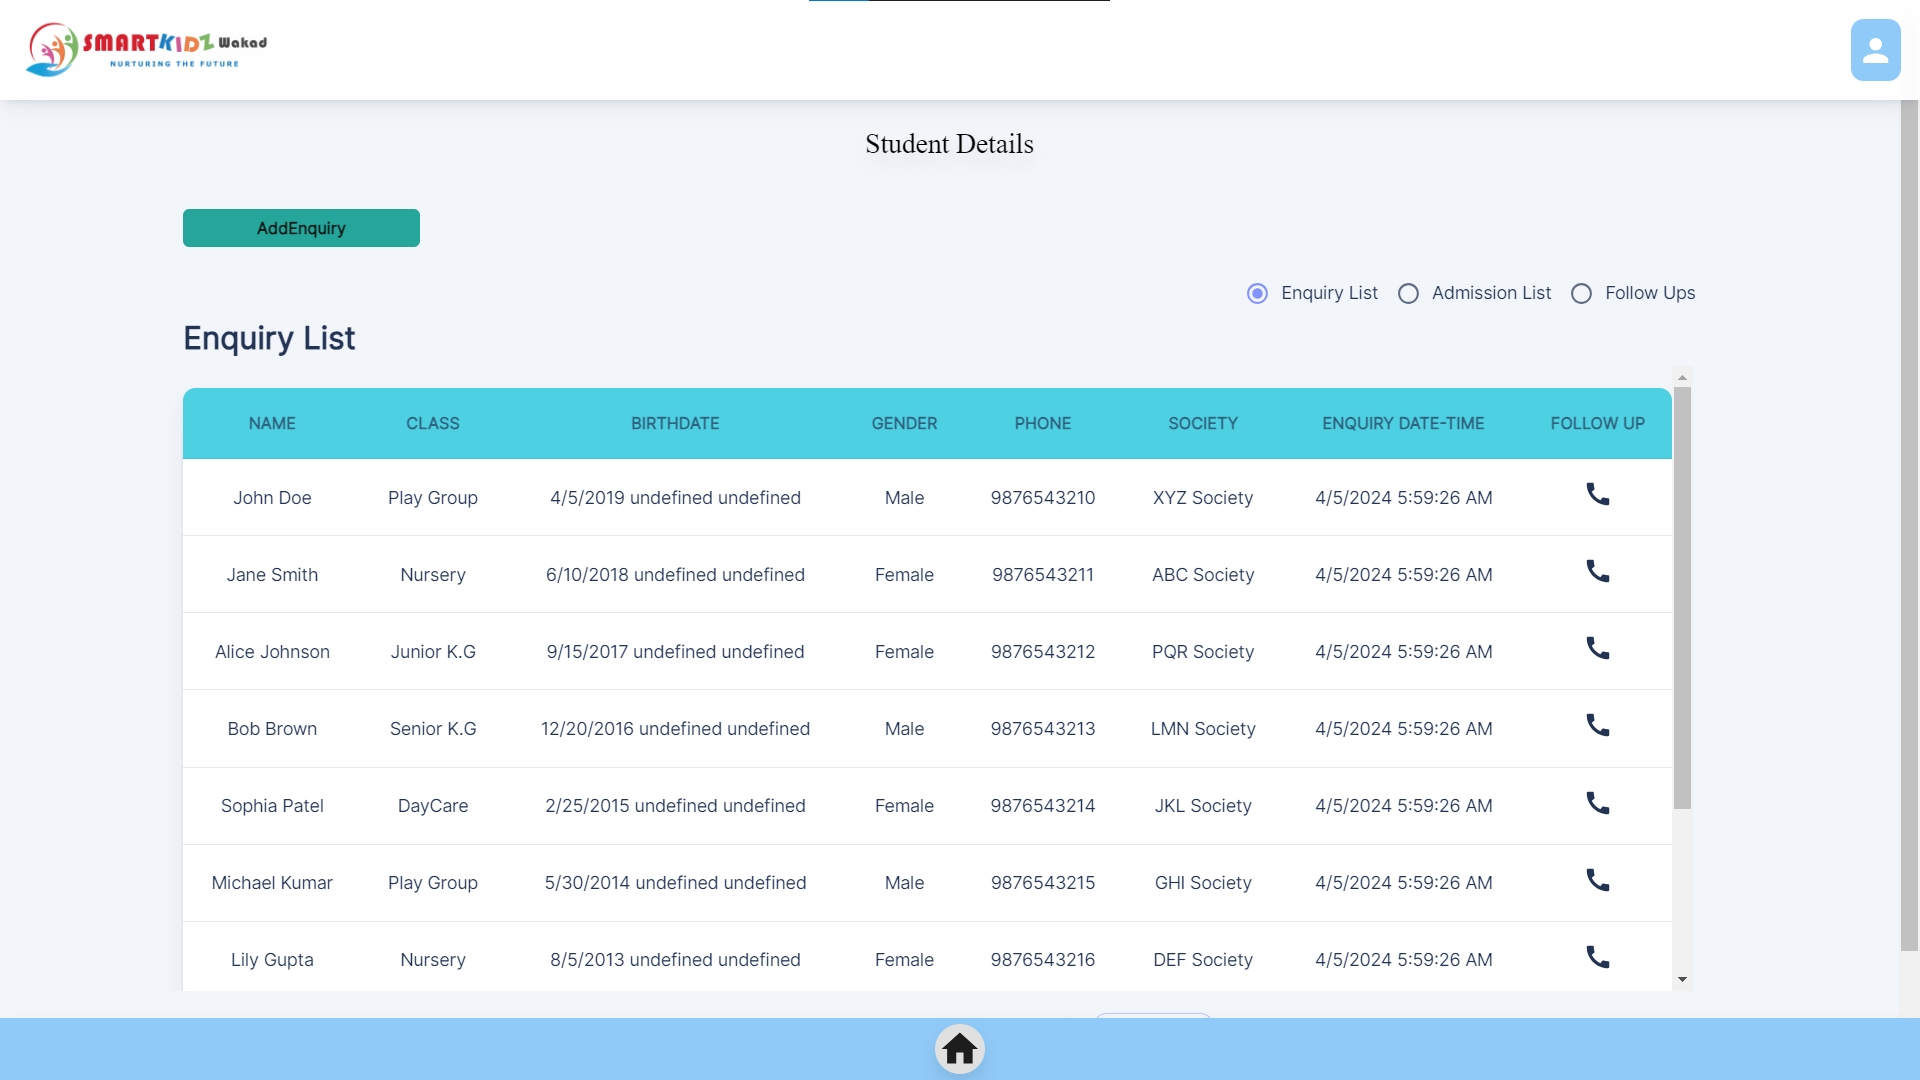 SMARTKIDZ Wakad
NURTURING THE FUTURE
Student Details
AddEnquiry
Enquiry List Admission List Follow Ups
Enquiry List
NAME CLASS BIRTHDATE GENDER PHONE SOCIETY ENQUIRY DATE-TIME FOLLOW UP
John Doe Play Group 4/5/2019 undefined undefined Male 9876543210 XYZ Society 4/5/2024 5:59:26 AM
Jane Smith Nursery 6/10/2018 undefined undefined Female 9876543211 ABC Society 4/5/2024 5:59:26 AM
Alice Johnson Junior K.G 9/15/2017 undefined undefined Female 9876543212 PQR Society 4/5/2024 5:59:26 AM
Bob Brown Senior K.G 12/20/2016 undefined undefined Male 9876543213 LMN Society 4/5/2024 5:59:26 AM
Sophia Patel DayCare 2/25/2015 undefined undefined Female 9876543214 JKL Society 4/5/2024 5:59:26 AM
Michael Kumar Play Group 5/30/2014 undefined undefined Male 9876543215 GHI Society 4/5/2024 5:59:26 AM
Lily Gupta Nursery 8/5/2013 undefined undefined Female 9876543216 DEF Society 4/5/2024 5:59:26 AM